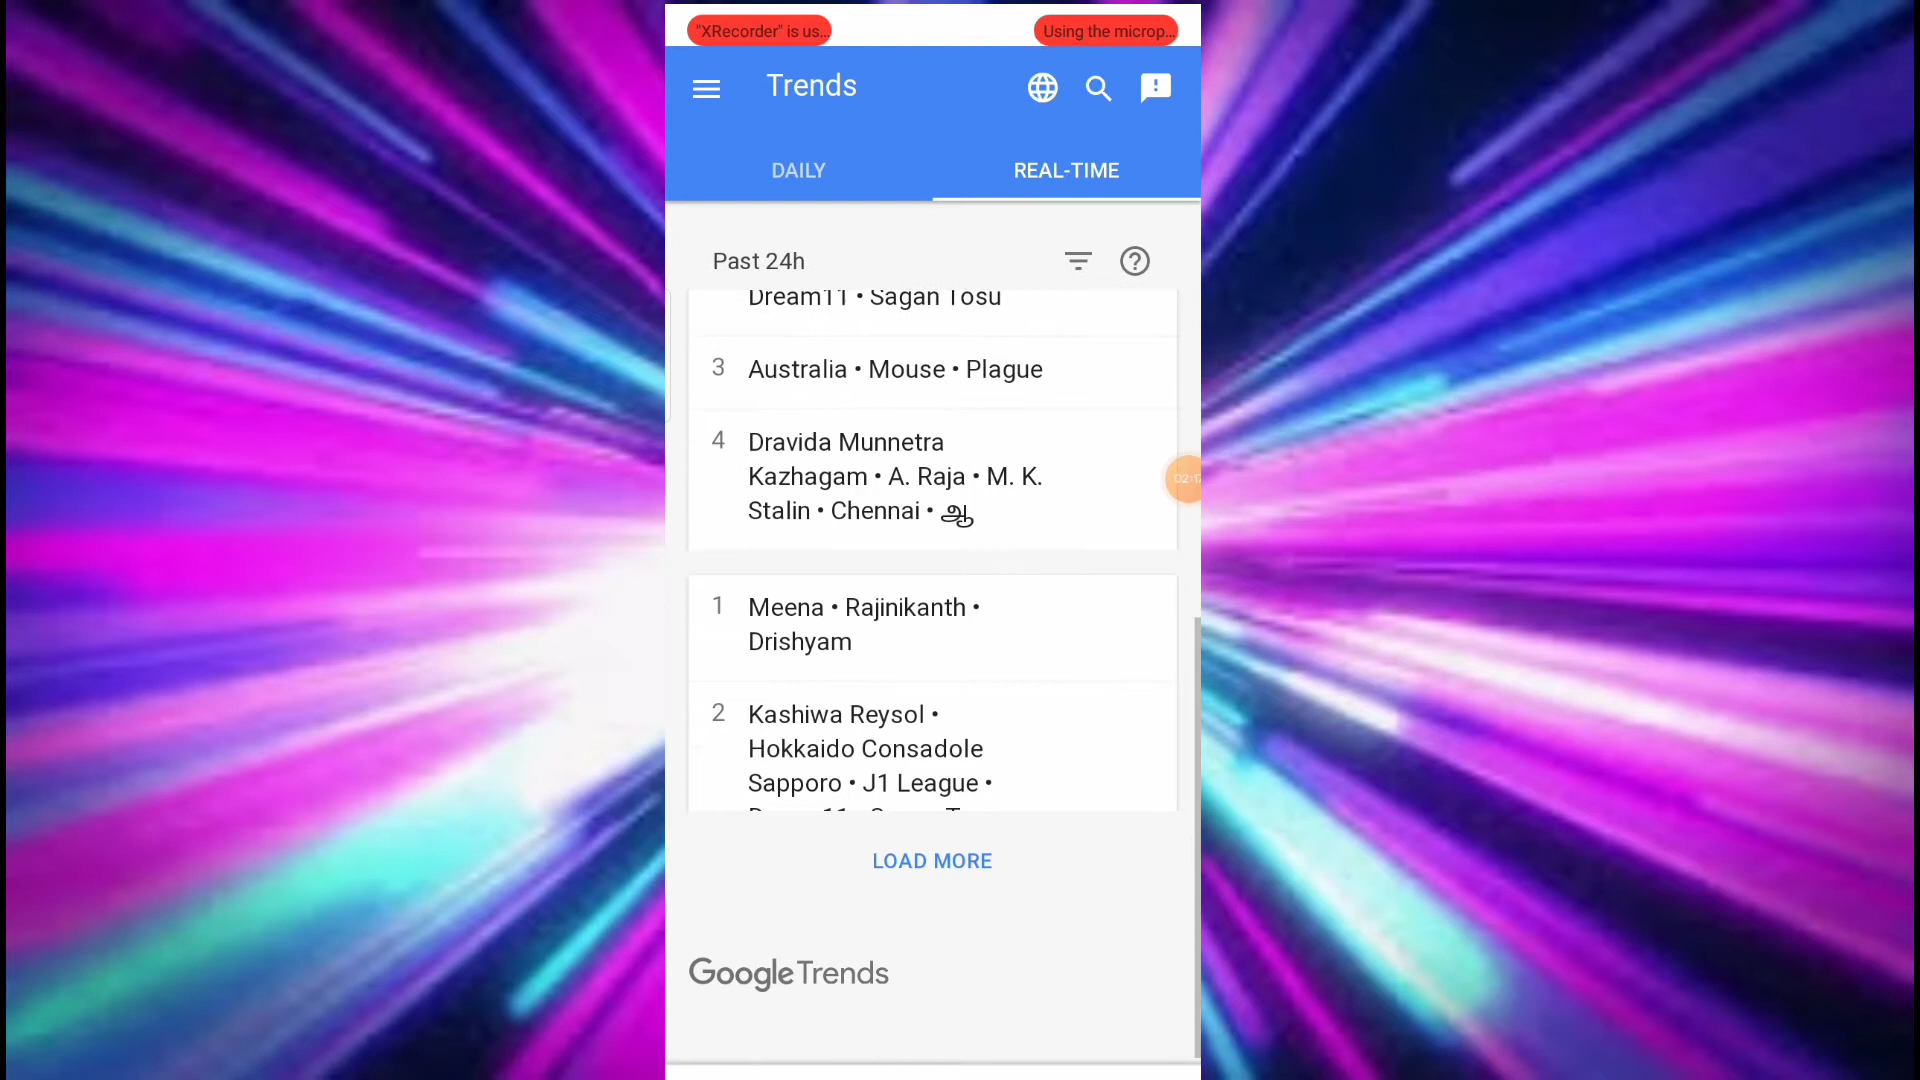 "XRecorder" is us...
Using the microp...
Trends
DAILY
REAL-TIME
Past 24h
Dream11 • Sagan Tosu
3 Australia • Mouse • Plague
4 Dravida Munnetra
Kazhagam • A. Raja • M. K.
Stalin • Chennai • ஆ
1 Meena • Rajinikanth •
Drishyam
2 Kashiwa Reysol •
Hokkaido Consadole
Sapporo • J1 League •
LOAD MORE
Google Trends